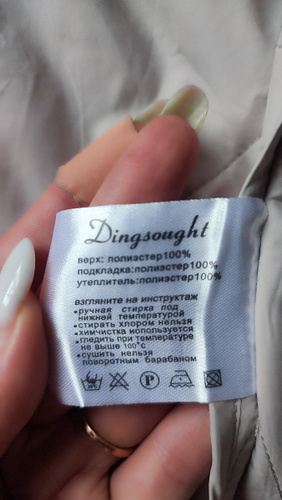 Dingsought
верх: полиэстер100%
подкладка:полиэстер100%
утеплитель:полиэстер100%
взгляните на инструктаж
•ручная стирка под
нижней температурой
•стирать хлором нельзя
•химчистка используется
•гледить при температуре
не выше 100°c
•сушить нельзя
поворотным барабаном
P